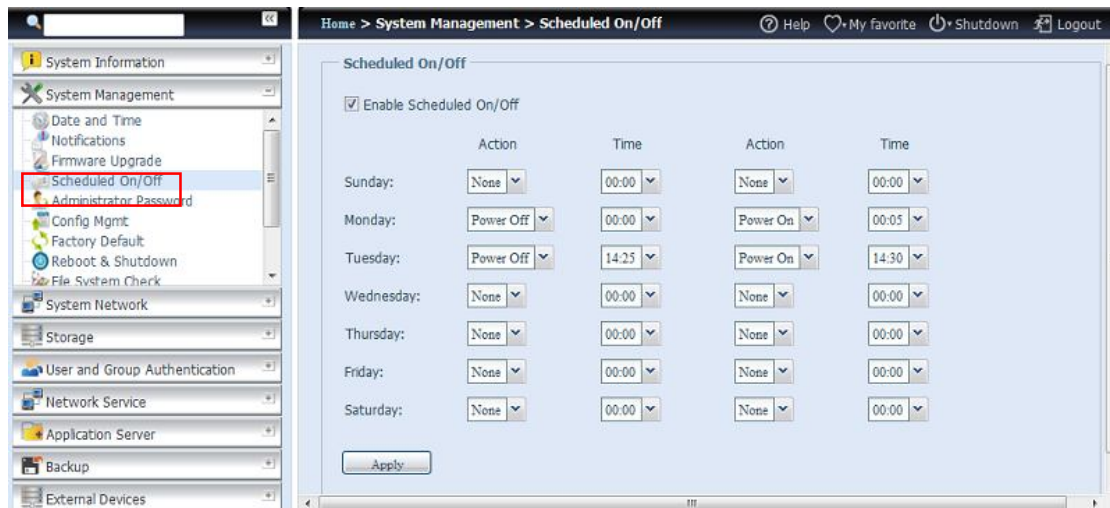 Home > System Management > Scheduled On/Off
Help My favorite Shutdown Logout
System Information
System Management
Date and Time
Notifications
Firmware Upgrade
Scheduled On/Off
Administrator Password
Config Mgmt
Factory Default
Reboot & Shutdown
File System Check
System Network
Storage
User and Group Authentication
Network Service
Application Server
Backup
External Devices
Scheduled On/Off
Enable Scheduled On/Off
Action Time Action Time
Sunday: None 00:00 None 00:00
Monday: Power Off 00:00 Power On 00:05
Tuesday: Power Off 14:25 Power On 14:30
Wednesday: None 00:00 None 00:00
Thursday: None 00:00 None 00:00
Friday: None 00:00 None 00:00
Saturday: None 00:00 None 00:00
Apply